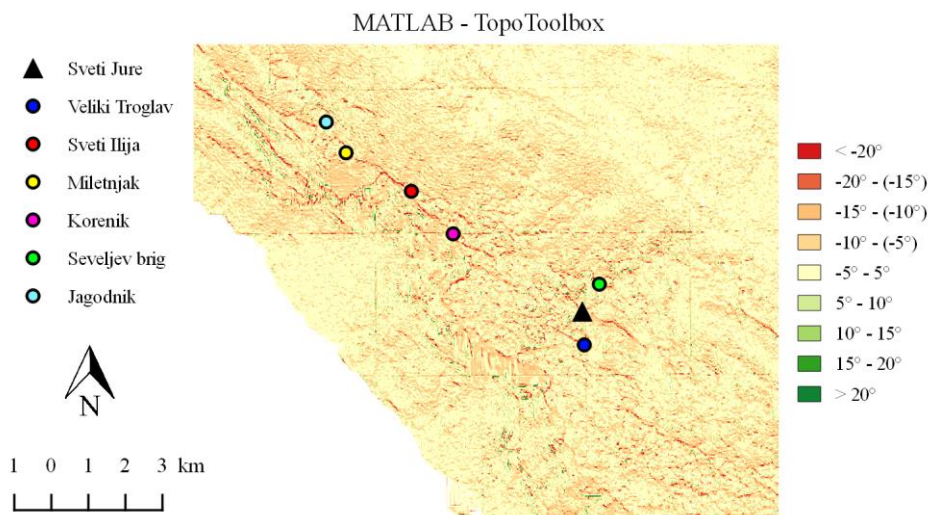 MATLAB - TopoToolbox
Sveti Jure
Veliki Troglav
Sveti Ilija
Miletnjak
Korenik
Seveljev brig
Jagodnik
N
1 0 1 2 3 km
< -20°
-20° - (-15°)
-15° - (-10°)
-10° - (-5°)
-5° - 5°
5° - 10°
10° - 15°
15° - 20°
> 20°